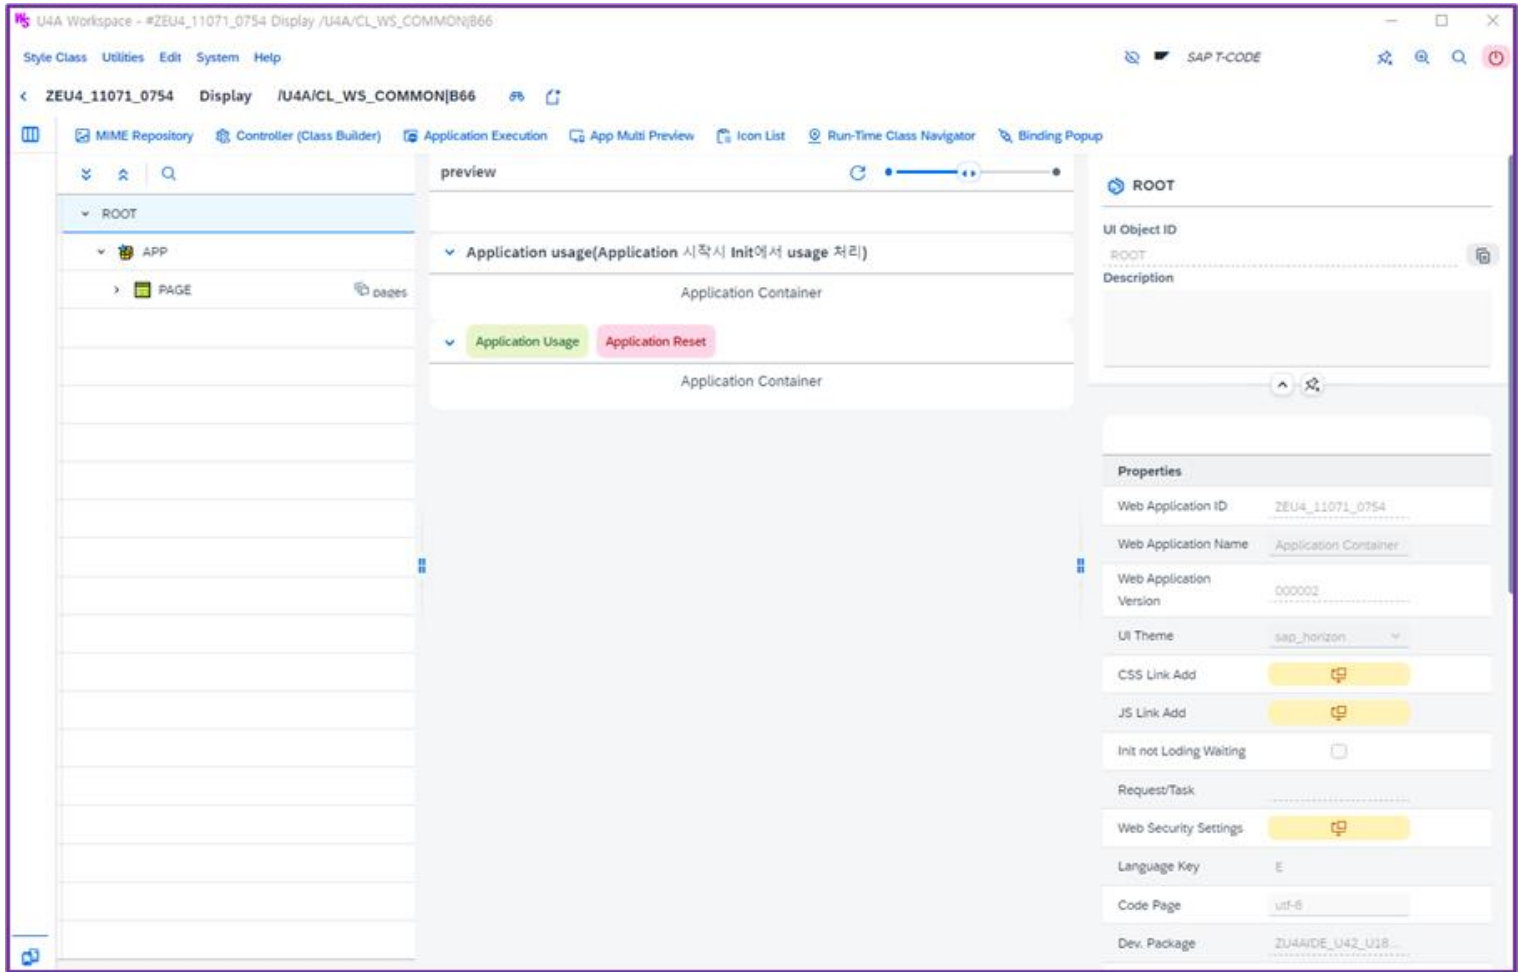 U4A Workspace - #ZEU4_11071_0754 Display /U4A/CL_WS_COMMON|B66
Style Class Utilities Edit System Help SAP T-CODE
ZEU4_11071_0754 Display /U4A/CL_WS_COMMON|B66
MIME Repository Controller (Class Builder) Application Execution App Multi Preview Icon List Run-Time Class Navigator Binding Popup
ROOT
APP
PAGE pages
preview
Application usage(Application 시작시 Init에서 usage 처리)
Application Container
Application Usage Application Reset
Application Container
ROOT
UI Object ID
ROOT
Description
Properties
Web Application ID ZEU4_11071_0754
Web Application Name Application Container
Web Application
Version 000002
UI Theme sap_horizon
CSS Link Add
JS Link Add
Init not Loding Waiting
Request/Task
Web Security Settings
Language Key E
Code Page utf-8
Dev. Package ZU4AIDE_U42_U18...